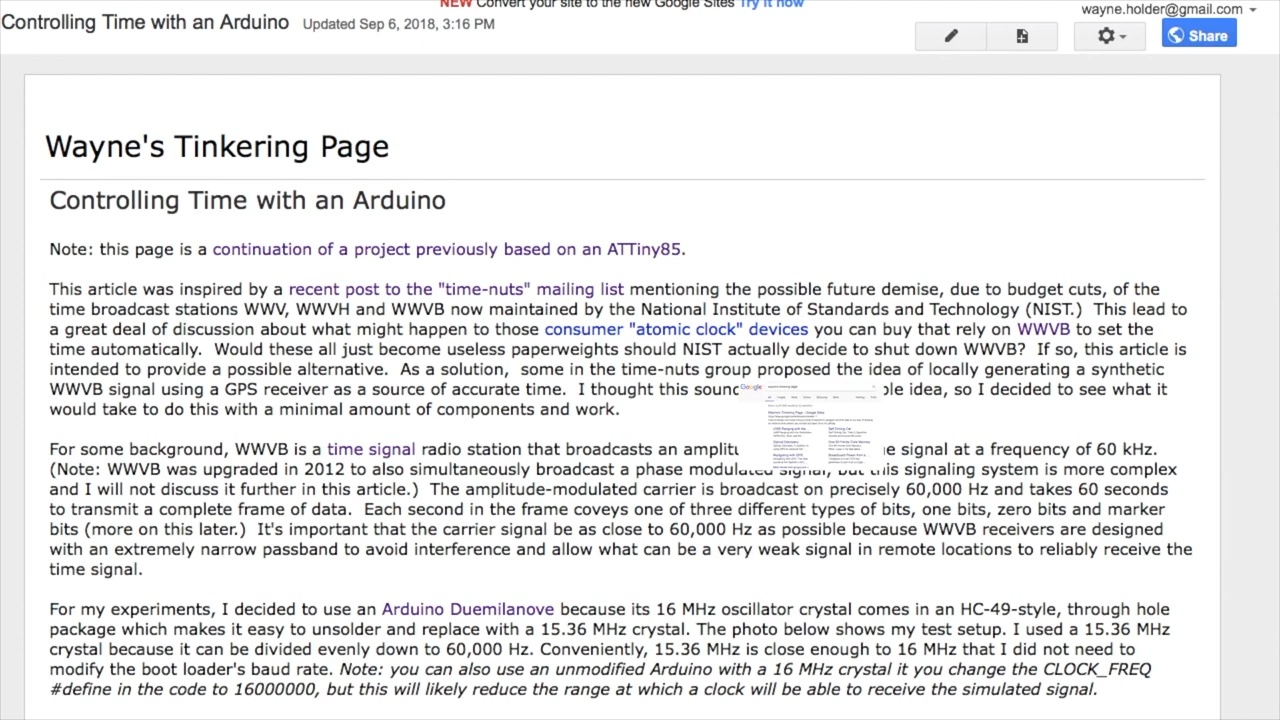 NEW Convert your site to the new Google Sites Try it now
wayne.holder@gmail.com
Controlling Time with an Arduino Updated Sep 6, 2018, 3:16 PM
Share
Wayne's Tinkering Page
Controlling Time with an Arduino
Note: this page is a continuation of a project previously based on an ATTiny85.
This article was inspired by a recent post to the "time-nuts" mailing list mentioning the possible future demise, due to budget cuts, of the
time broadcast stations WWV, WWVH and WWVB now maintained by the National Institute of Standards and Technology (NIST.) This lead to
a great deal of discussion about what might happen to those consumer "atomic clock" devices you can buy that rely on WWVB to set the
time automatically. Would these all just become useless paperweights should NIST actually decide to shut down WWVB? If so, this article is
intended to provide a possible alternative. As a solution, some in the time-nuts group proposed the idea of locally generating a synthetic
WWVB signal using a GPS receiver as a source of accurate time. I thought this soun ble idea, so I decided to see what it
would take to do this with a minimal amount of components and work.
Google
For some background, WWVB is a time signal radio station that broadcasts an amplit e signal at a frequency of 60 kHz.
(Note: WWVB was upgraded in 2012 to also simultaneously broadcast a phase modulated signal, but this signaling system is more complex
and I will not discuss it further in this article.) The amplitude-modulated carrier is broadcast on precisely 60,000 Hz and takes 60 seconds
to transmit a complete frame of data. Each second in the frame coveys one of three different types of bits, one bits, zero bits and marker
bits (more on this later.) It's important that the carrier signal be as close to 60,000 Hz as possible because WWVB receivers are designed
with an extremely narrow passband to avoid interference and allow what can be a very weak signal in remote locations to reliably receive the
time signal.
For my experiments, I decided to use an Arduino Duemilanove because its 16 MHz oscillator crystal comes in an HC-49-style, through hole
package which makes it easy to unsolder and replace with a 15.36 MHz crystal. The photo below shows my test setup. I used a 15.36 MHz
crystal because it can be divided evenly down to 60,000 Hz. Conveniently, 15.36 MHz is close enough to 16 MHz that I did not need to
modify the boot loader's baud rate. Note: you can also use an unmodified Arduino with a 16 MHz crystal it you change the CLOCK_FREQ
#define in the code to 16000000, but this will likely reduce the range at which a clock will be able to receive the simulated signal.